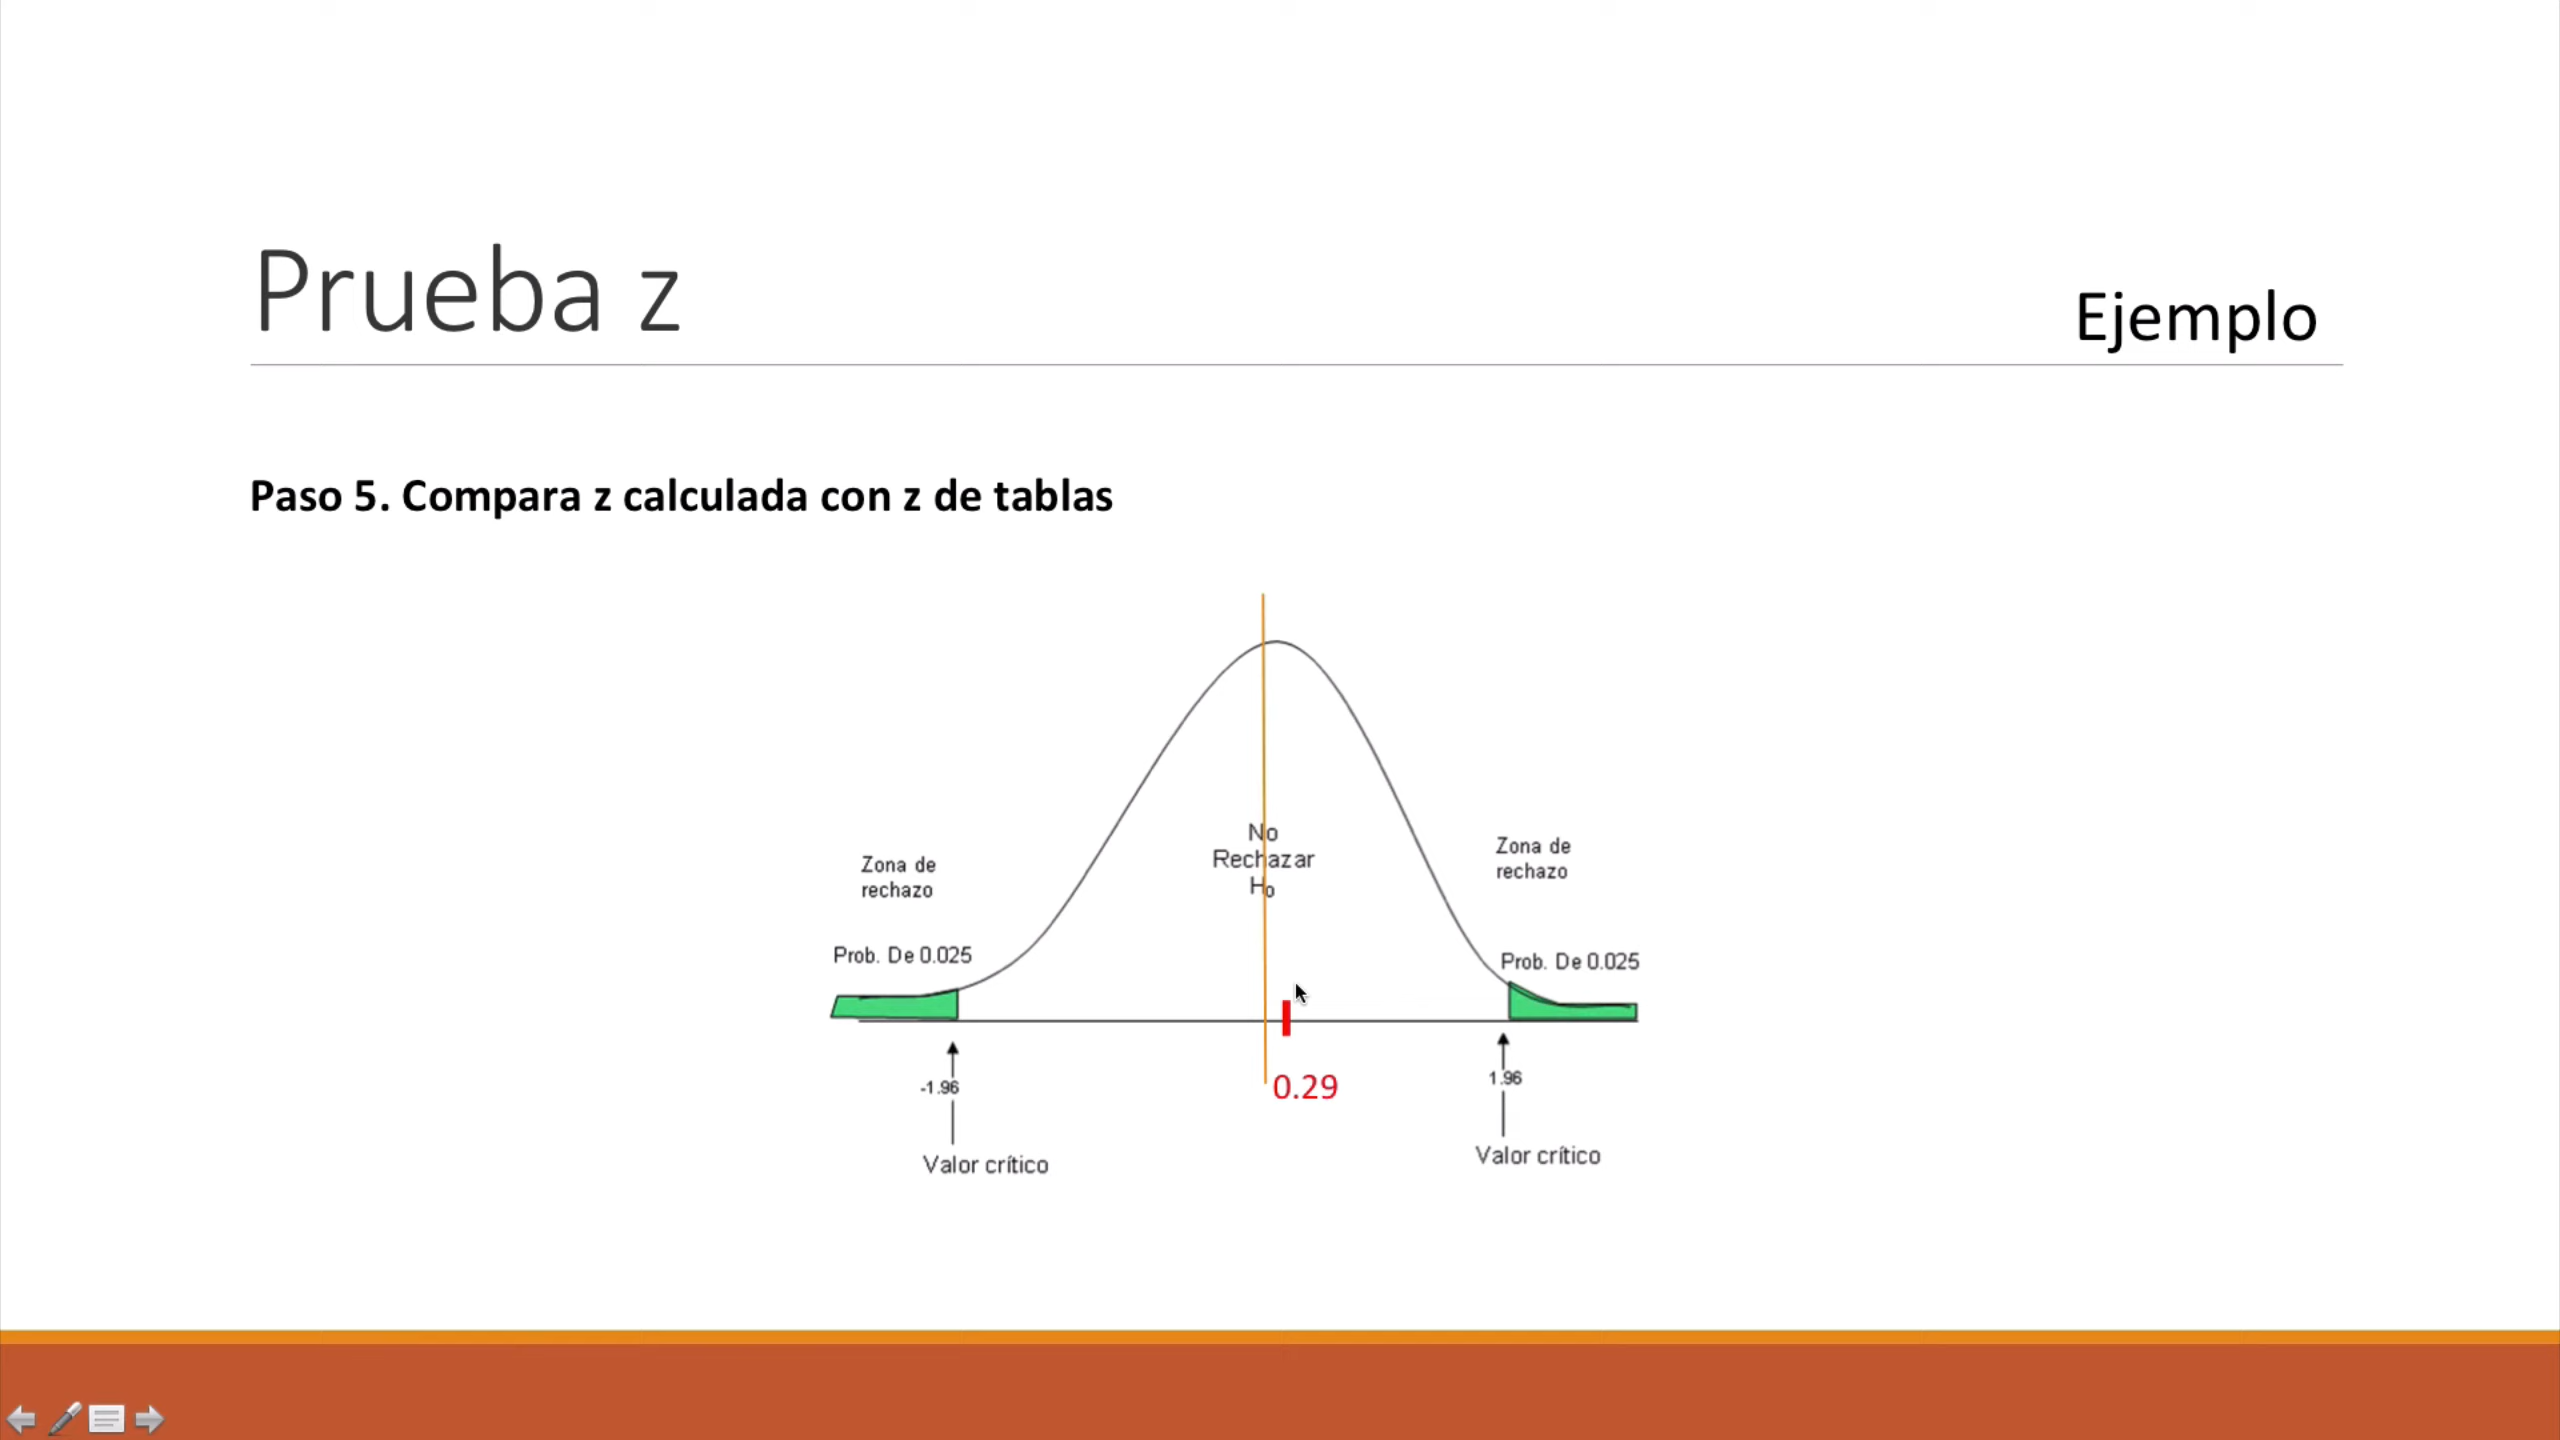 Prueba z
Ejemplo
Paso 5. Compara z calculada con z de tablas
No
Rechazar
H₀
Zona de
rechazo
Zona de
rechazo
Prob. De 0.025
Prob. De 0.025
-1.96
0.29
1.96
Valor crítico
Valor crítico